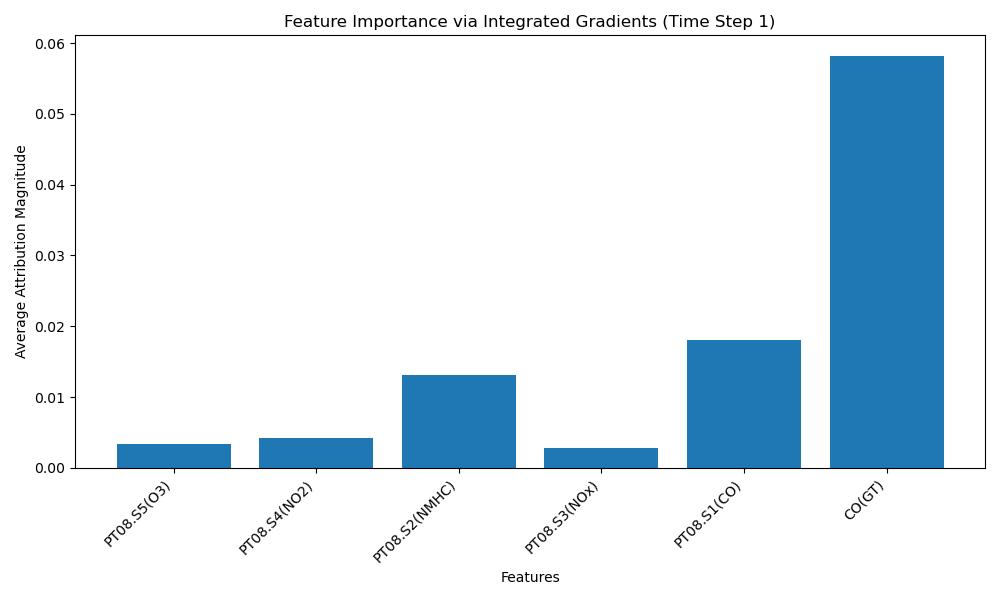 Feature Importance via Integrated Gradients (Time Step 1)
Average Attribution Magnitude
0.06
0.05
0.04
0.03
0.02
0.01
0.00
PT08.S5(O3)
PT08.S4(NO2)
PT08.S2(NMHC)
PT08.S3(NOx)
PT08.S1(CO)
CO(GT)
Features